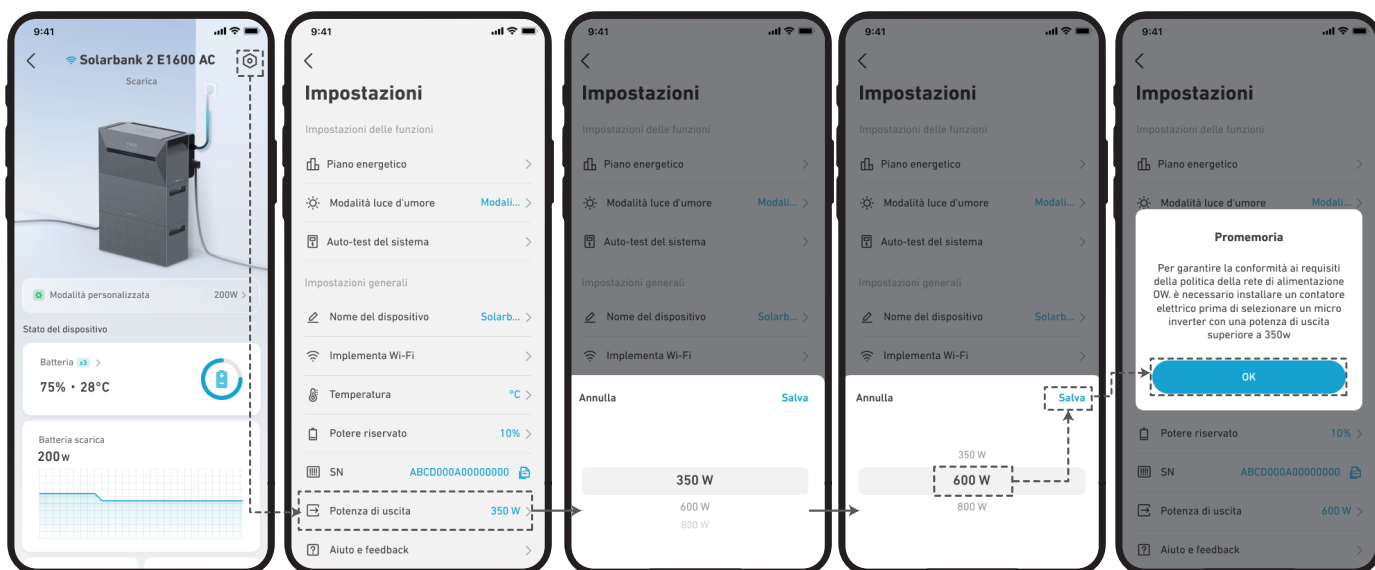 9:41
Solarbank 2 E1600 AC
Scarica
Modalità personalizzata 200W
Stato del dispositivo
Batteria x3
75% • 28°C
Batteria scarica
200w
9:41
Impostazioni
Impostazioni delle funzioni
Piano energetico
Modalità luce d'umore Modali...
Auto-test del sistema
Impostazioni generali
Nome del dispositivo Solarb...
Implementa Wi-Fi
Temperatura °C
Potere riservato 10%
SN ABCD000A00000000
Potenza di uscita 350 W
Aiuto e feedback
9:41
Impostazioni
Impostazioni delle funzioni
Piano energetico
Modalità luce d'umore Modali...
Auto-test del sistema
Impostazioni generali
Nome del dispositivo Solarb...
Implementa Wi-Fi
Annulla Salva
350 W
600 W
800 W
9:41
Impostazioni
Impostazioni delle funzioni
Piano energetico
Modalità luce d'umore Modali...
Auto-test del sistema
Impostazioni generali
Nome del dispositivo Solarb...
Implementa Wi-Fi
Annulla Salva
350 W
600 W
800 W
9:41
Impostazioni
Impostazioni delle funzioni
Piano energetico
Modalità luce d'umore Modali...
Promemoria
Per garantire la conformità ai requisiti
della politica della rete di alimentazione
0W. è necessario installare un contatore
elettrico prima di selezionare un micro
inverter con una potenza di uscita
superiore a 350w
OK
Potere riservato 10%
SN ABCD000A00000000
Potenza di uscita 600 W
Aiuto e feedback